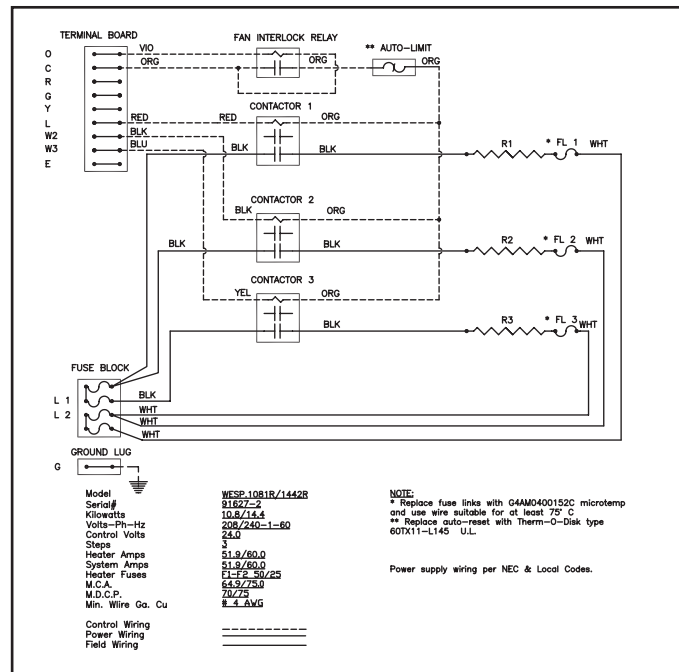 TERMINAL BOARD
FAN INTERLOCK RELAY
** AUTO-LIMIT
O VIO
C ORG ORG ORG
R
G
Y
CONTACTOR 1
L RED RED ORG
W2 BLK
W3 BLU
E
BLK BLK R1 * FL 1 WHT
CONTACTOR 2
BLK ORG
BLK BLK R2 * FL 2 WHT
CONTACTOR 3
YEL ORG
BLK R3 * FL 3 WHT
FUSE BLOCK
L 1 BLK
L 2 WHT
WHT
WHT
GROUND LUG
G
Model WESP.1081R/1442R
Serial# 91627-2
Kilowatts 10.8/14.4
Volts-Ph-Hz 208/240-1-60
Control Volts 24.0
Steps 3
Heater Amps 51.9/60.0
System Amps 51.9/60.0
Heater Fuses F1-F2 50/25
M.C.A. 64.9/75.0
M.D.C.P. 70/75
Min. Wiire Ga. Cu # 4 AWG
Control Wiring
Power Wiring
Field Wiring
NOTE:
* Replace fuse links with G4AM0400152C microtemp
and use wire suitable for at least 75° C
** Replace auto-reset with Therm-O-Disk type
60TX11-L145 U.L.
Power supply wiring per NEC & Local Codes.